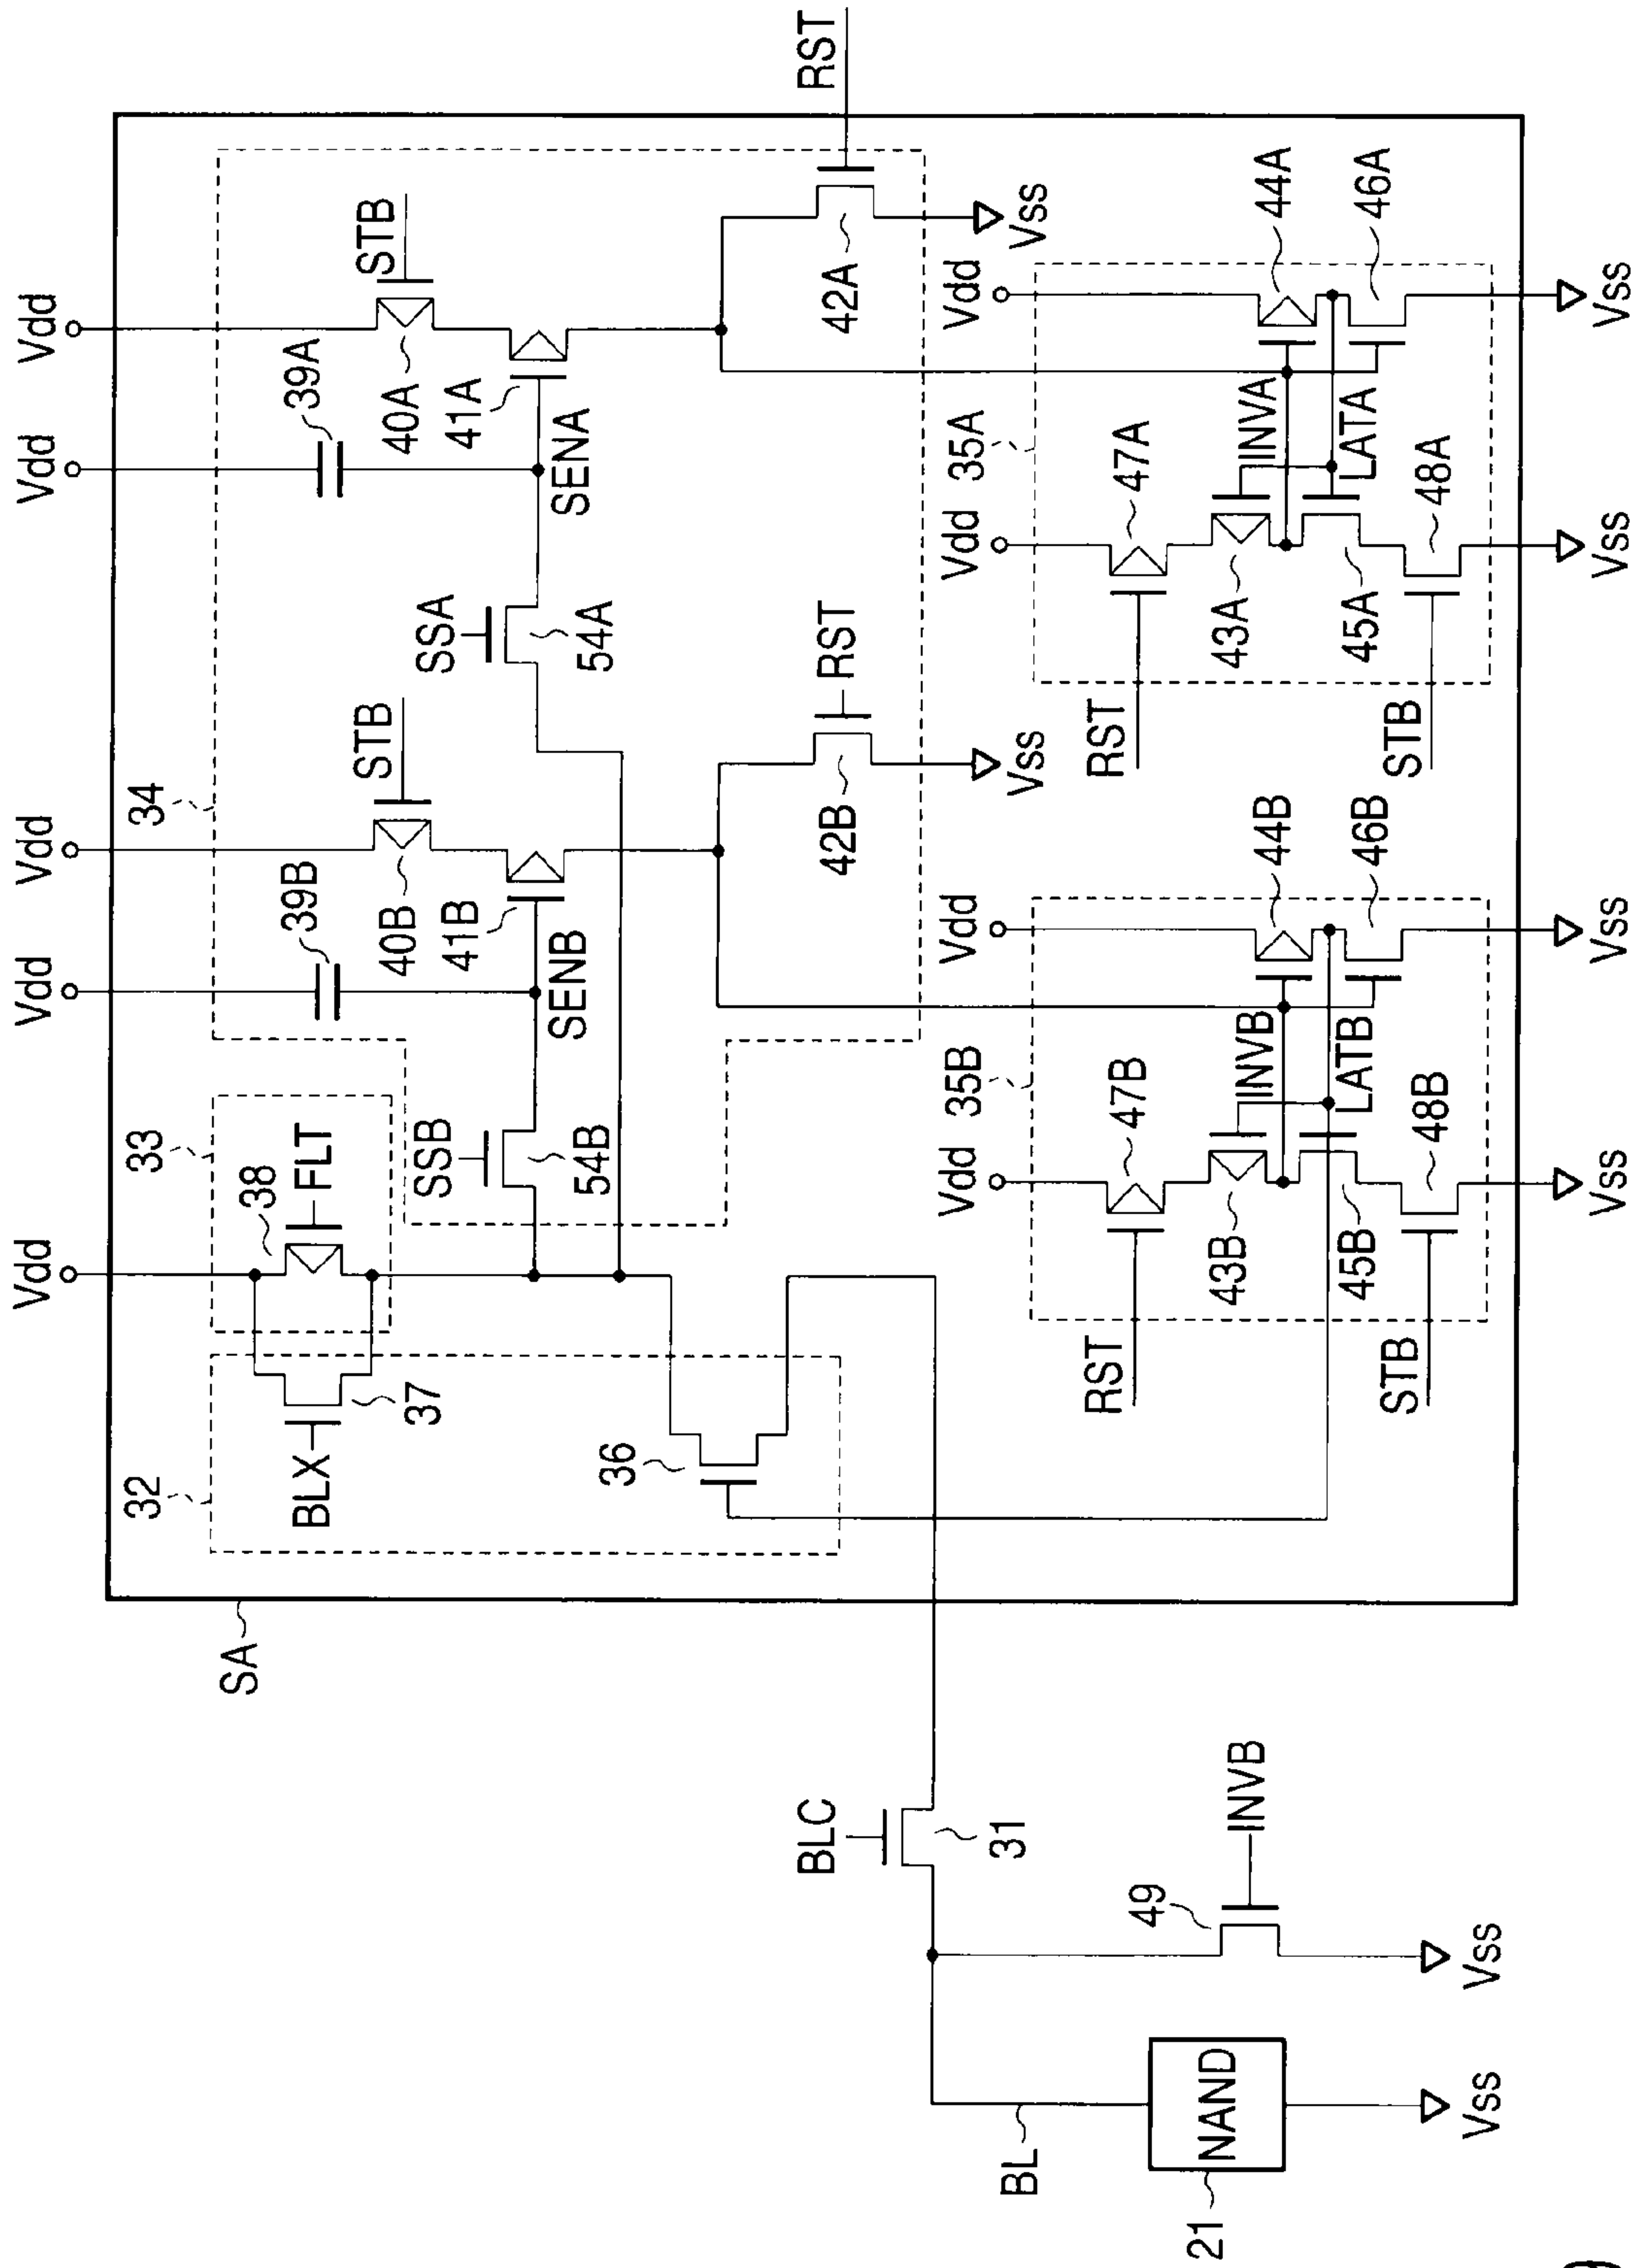 Vdd
Vdd
Vdd
Vdd
Vdd
SA
32
33
34
38
FLT
BLX
37
39B
40B
STB
39A
40A
STB
SSB
54B
SENB
41B
SSA
54A
SENA
41A
36
42B
RST
Vss
42A
RST
Vss
35B
Vdd
Vdd
47B
RST
INVB
43B
44B
LATB
45B
46B
STB
48B
Vss
Vss
35A
Vdd
Vdd
47A
RST
INVA
43A
44A
LATA
45A
46A
STB
48A
Vss
Vss
BLC
31
49
INVB
BL
NAND
21
Vss
Vss